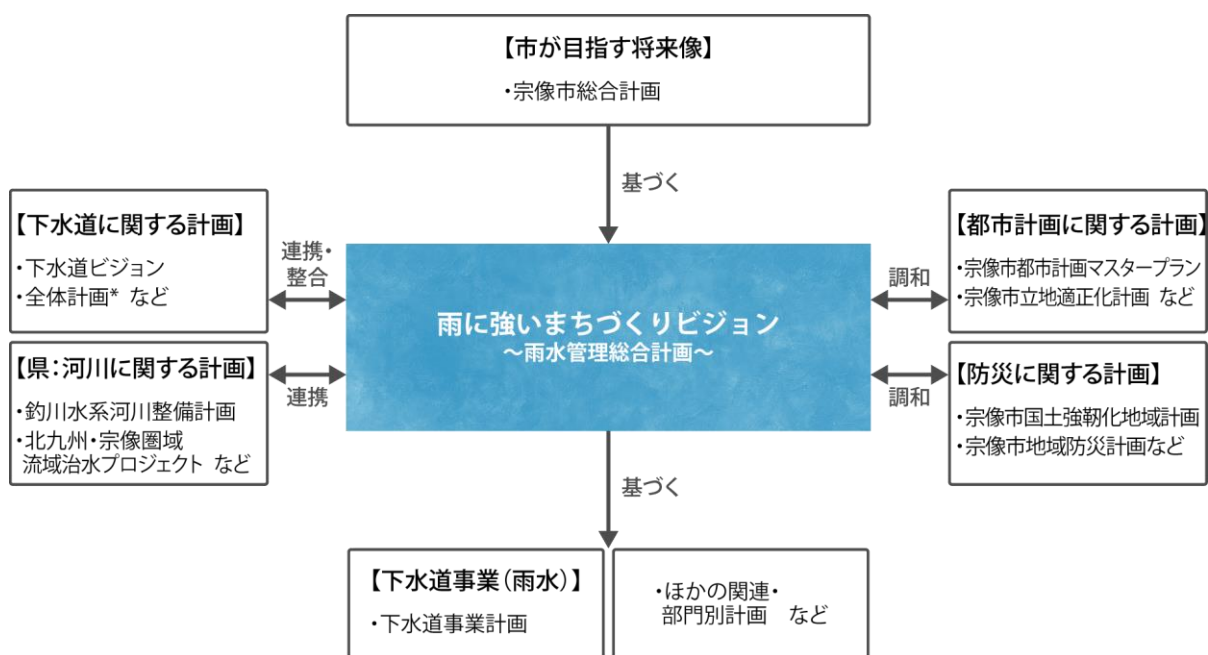 【市が目指す将来像】
・宗像市総合計画
基づく
【下水道に関する計画】
・下水道ビジョン
・全体計画* など
連携・
整合
【県：河川に関する計画】
・釣川水系河川整備計画
・北九州・宗像圏域
流域治水プロジェクト など
連携
雨に強いまちづくりビジョン
～雨水管理総合計画～
調和
【都市計画に関する計画】
・宗像市都市計画マスタープラン
・宗像市立地適正化計画 など
調和
【防災に関する計画】
・宗像市国土強靭化地域計画
・宗像市地域防災計画など
基づく
【下水道事業（雨水）】
・下水道事業計画
・ほかの関連・
部門別計画　など